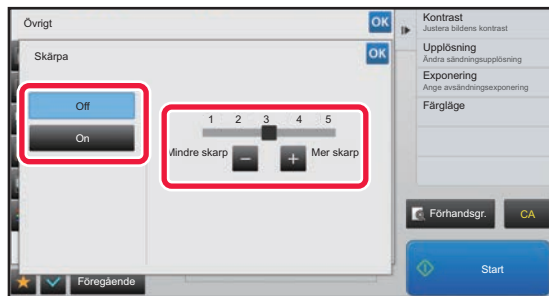 Övrigt
OK
Skärpa
OK
Off
On
1 2 3 4 5
Mindre skarp
Mer skarp
Kontrast
Justera bildens kontrast
Upplösning
Ändra sändningsupplösning
Exponering
Ange avsändningsexponering
Färgläge
Förhandsgr.
CA
Föregående
Start